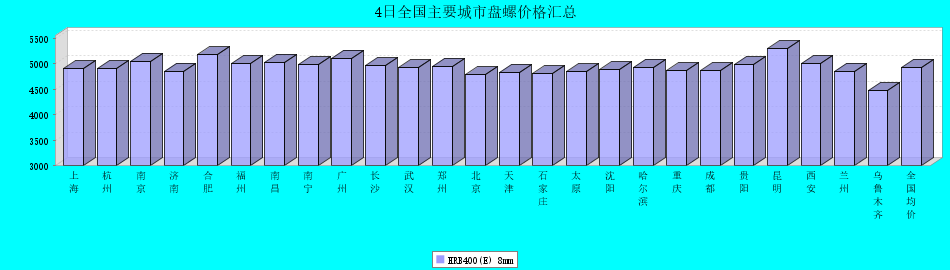 4日全国主要城市盘螺价格汇总
5500
5000
4500
4000
3500
3000
上海
杭州
南京
济南
合肥
福州
南昌
南宁
广州
长沙
武汉
郑州
北京
天津
石家庄
太原
沈阳
哈尔滨
重庆
成都
贵阳
昆明
西安
兰州
乌鲁木齐
全国均价
HRB400(E) 8mm